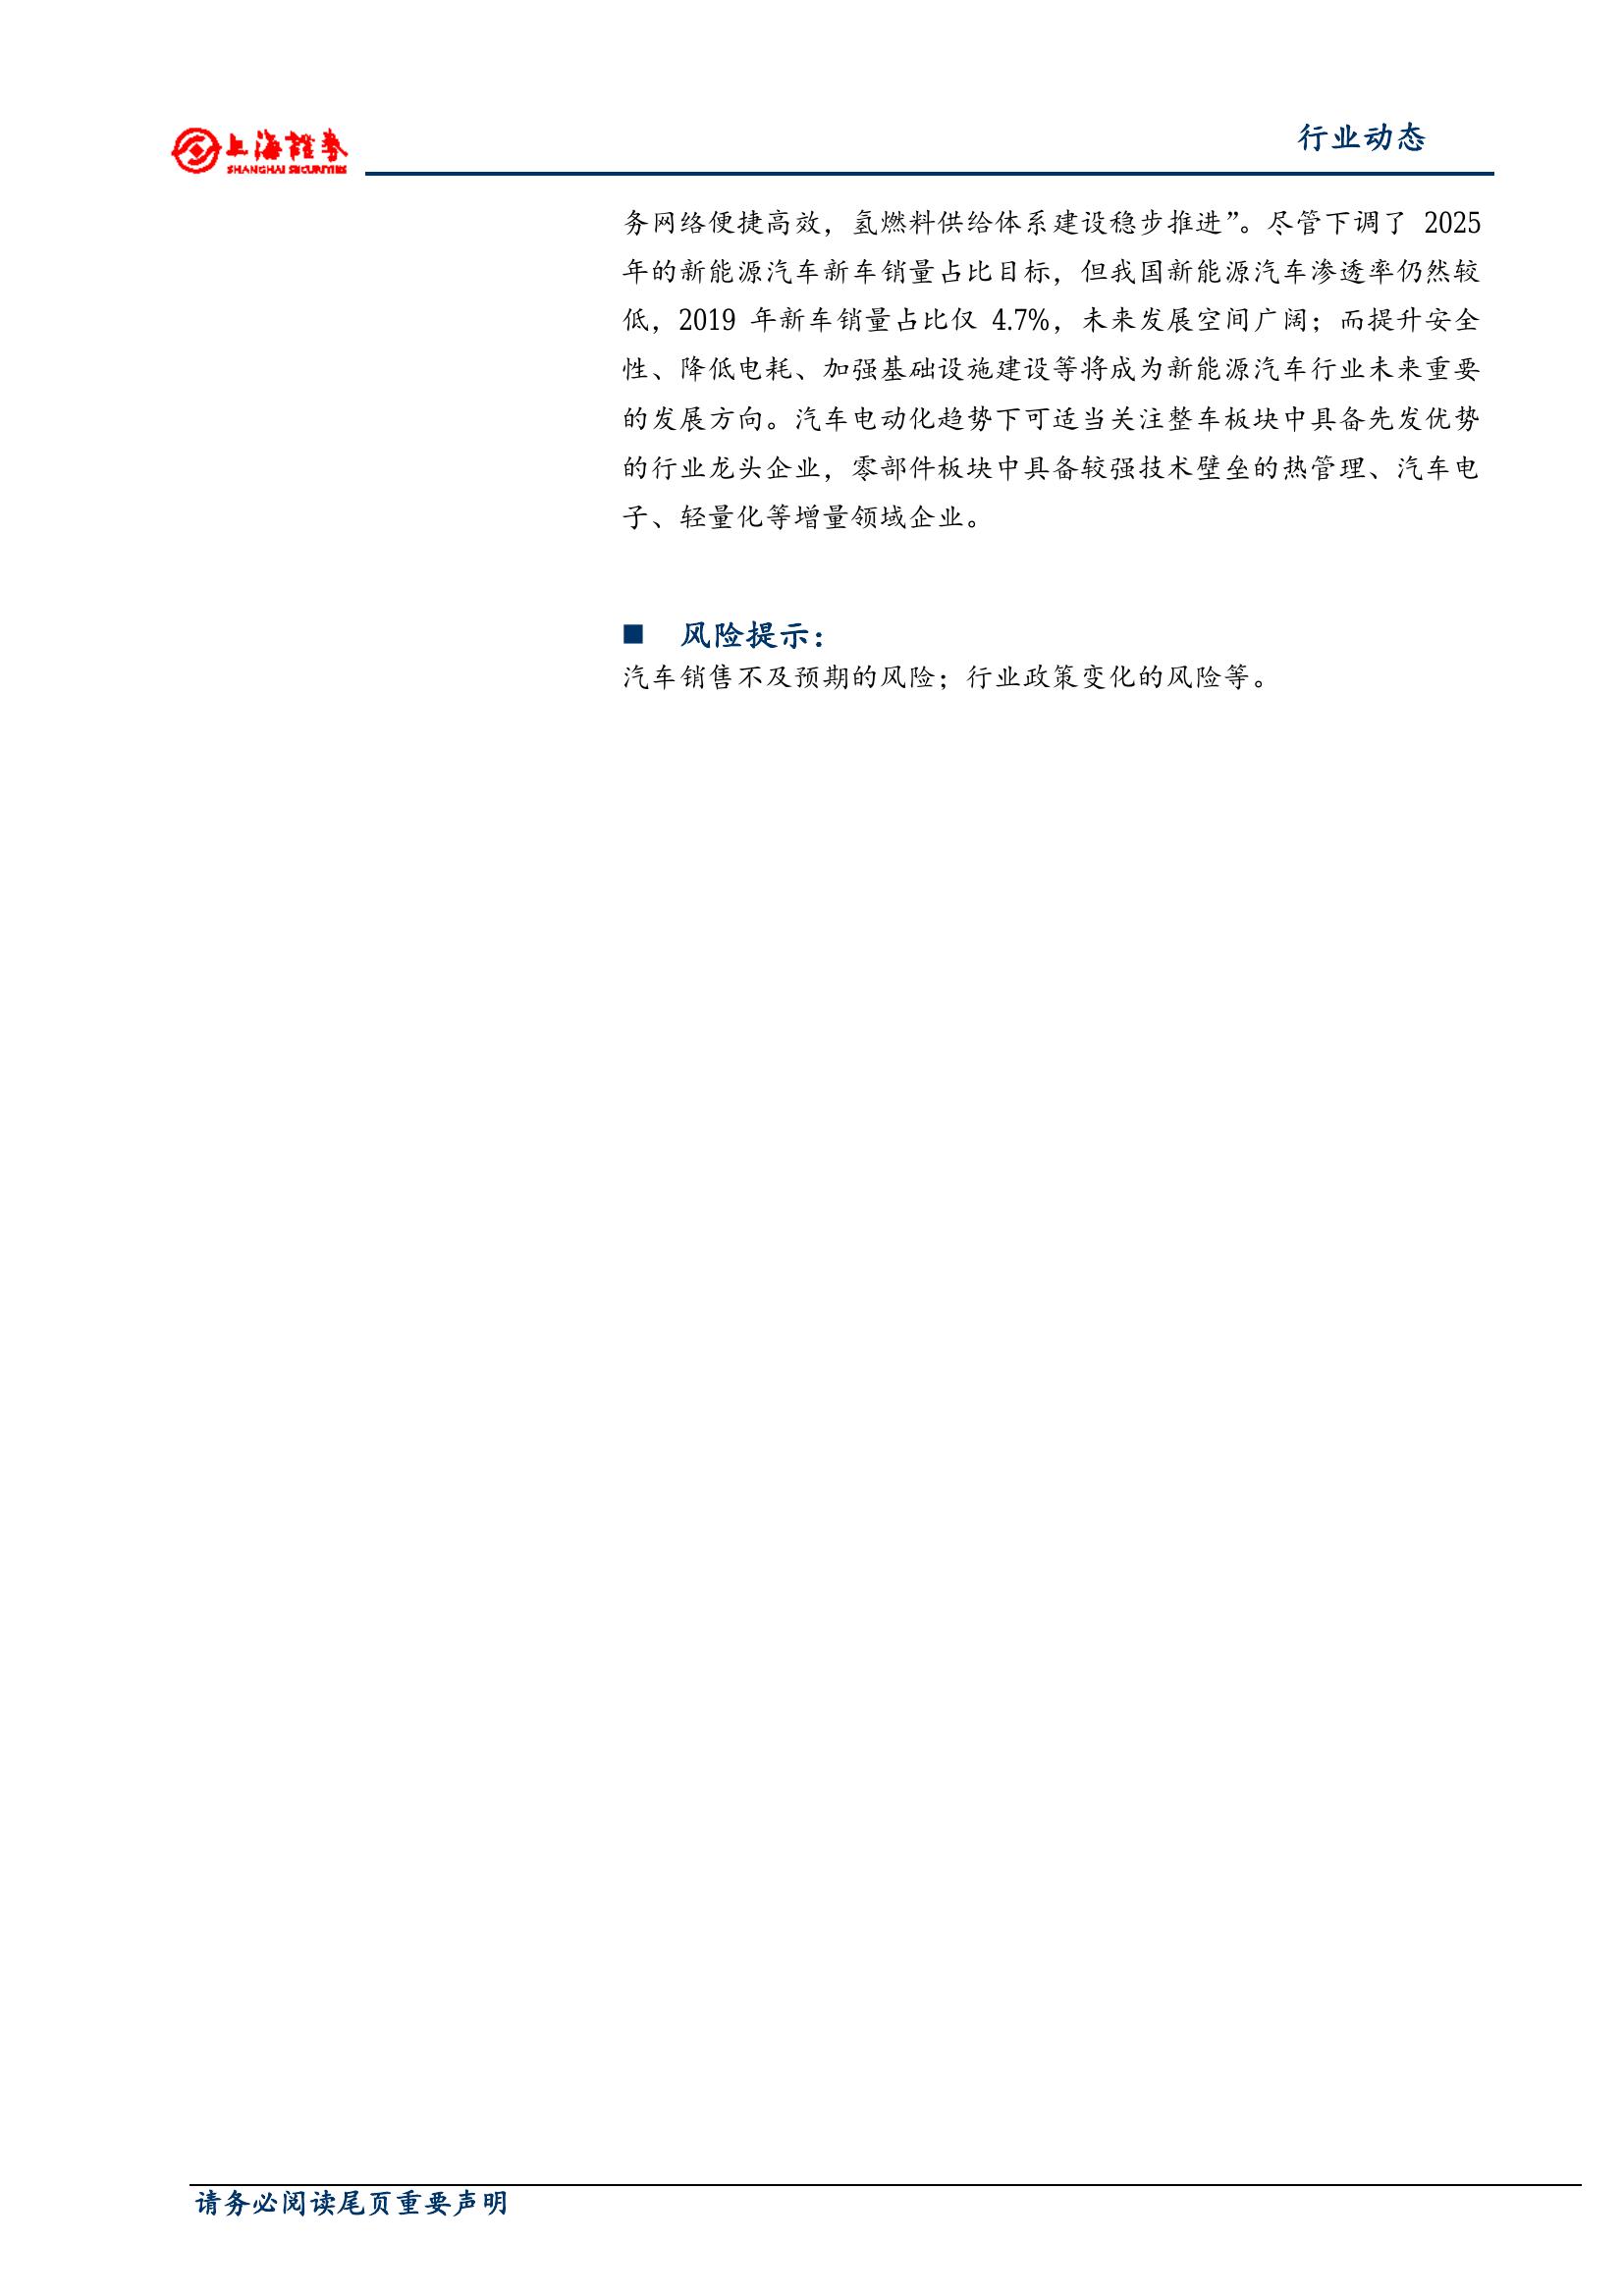 上海證券
SHANGHAI SECURITIES
行业动态
务网络便捷高效，氢燃料供给体系建设稳步推进”。尽管下调了 2025
年的新能源汽车新车销量占比目标，但我国新能源汽车渗透率仍然较
低，2019 年新车销量占比仅 4.7%，未来发展空间广阔；而提升安全
性、降低电耗、加强基础设施建设等将成为新能源汽车行业未来重要
的发展方向。汽车电动化趋势下可适当关注整车板块中具备先发优势
的行业龙头企业，零部件板块中具备较强技术壁垒的热管理、汽车电
子、轻量化等增量领域企业。
■ 风险提示：
汽车销售不及预期的风险；行业政策变化的风险等。
请务必阅读尾页重要声明